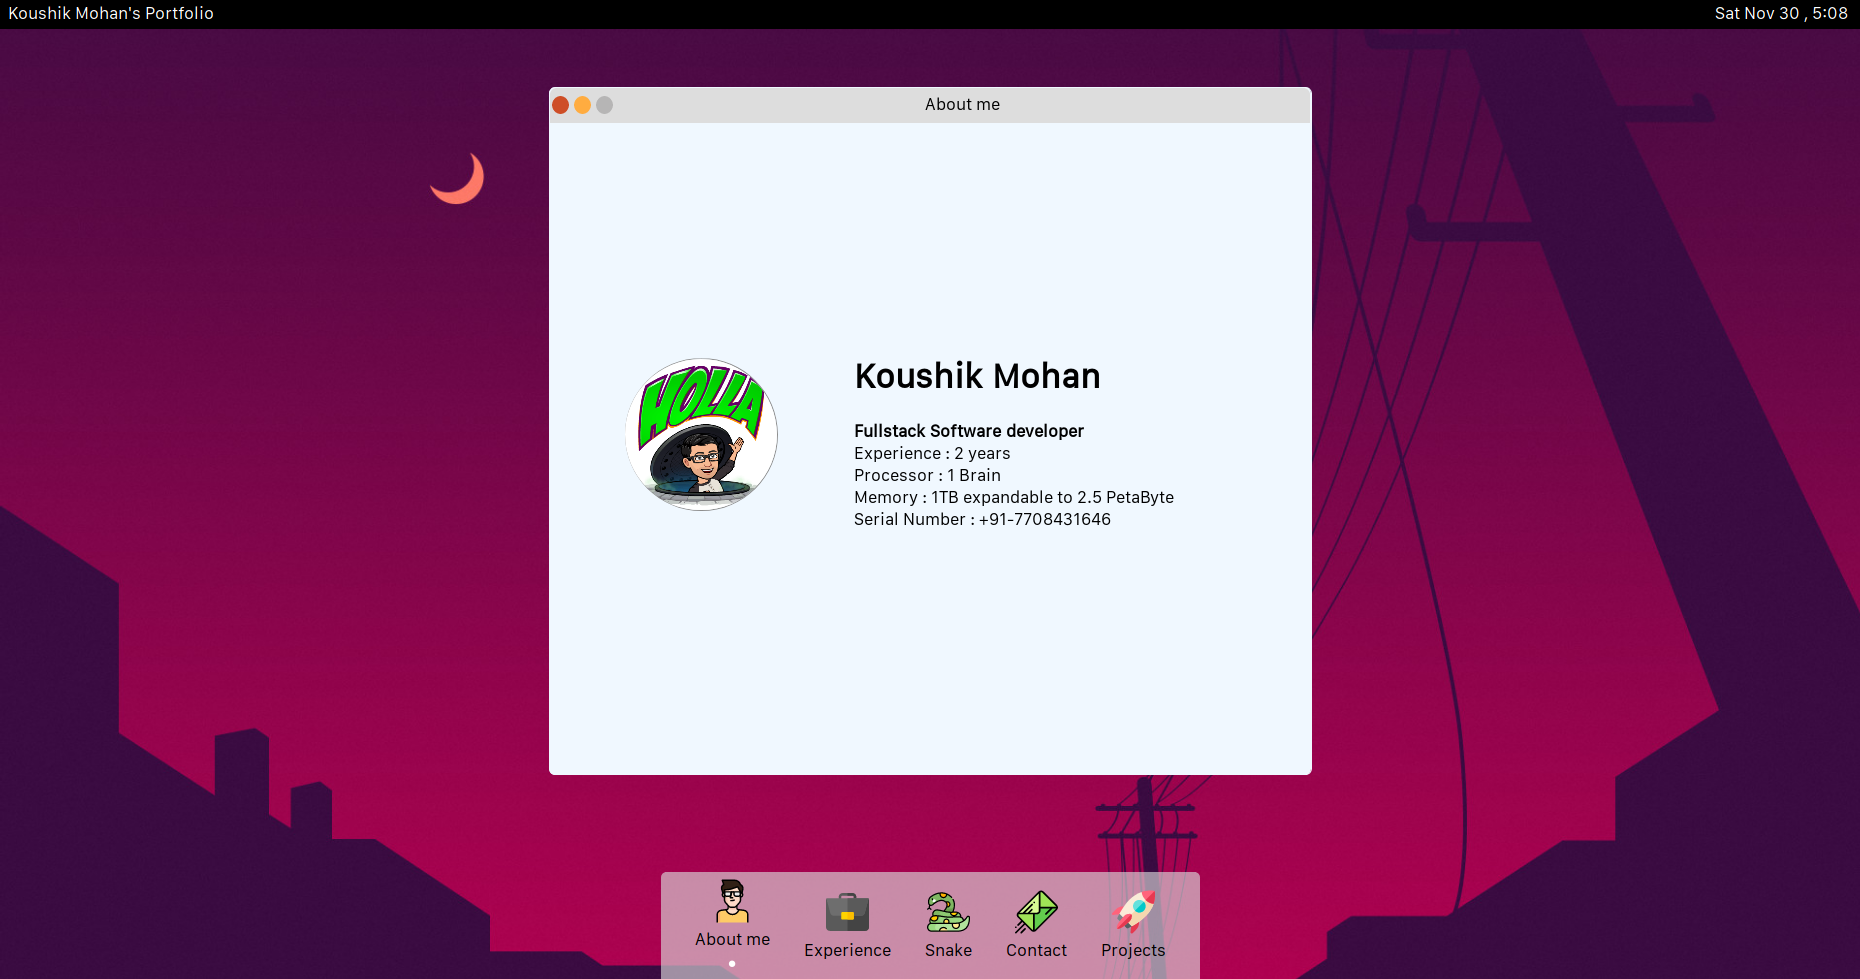 Koushik Mohan's Portfolio
Sat Nov 30 , 5:08
About me
HOLLA
Koushik Mohan
Fullstack Software developer
Experience : 2 years
Processor : 1 Brain
Memory : 1TB expandable to 2.5 PetaByte
Serial Number : +91-7708431646
About me
Experience
Snake
Contact
Projects